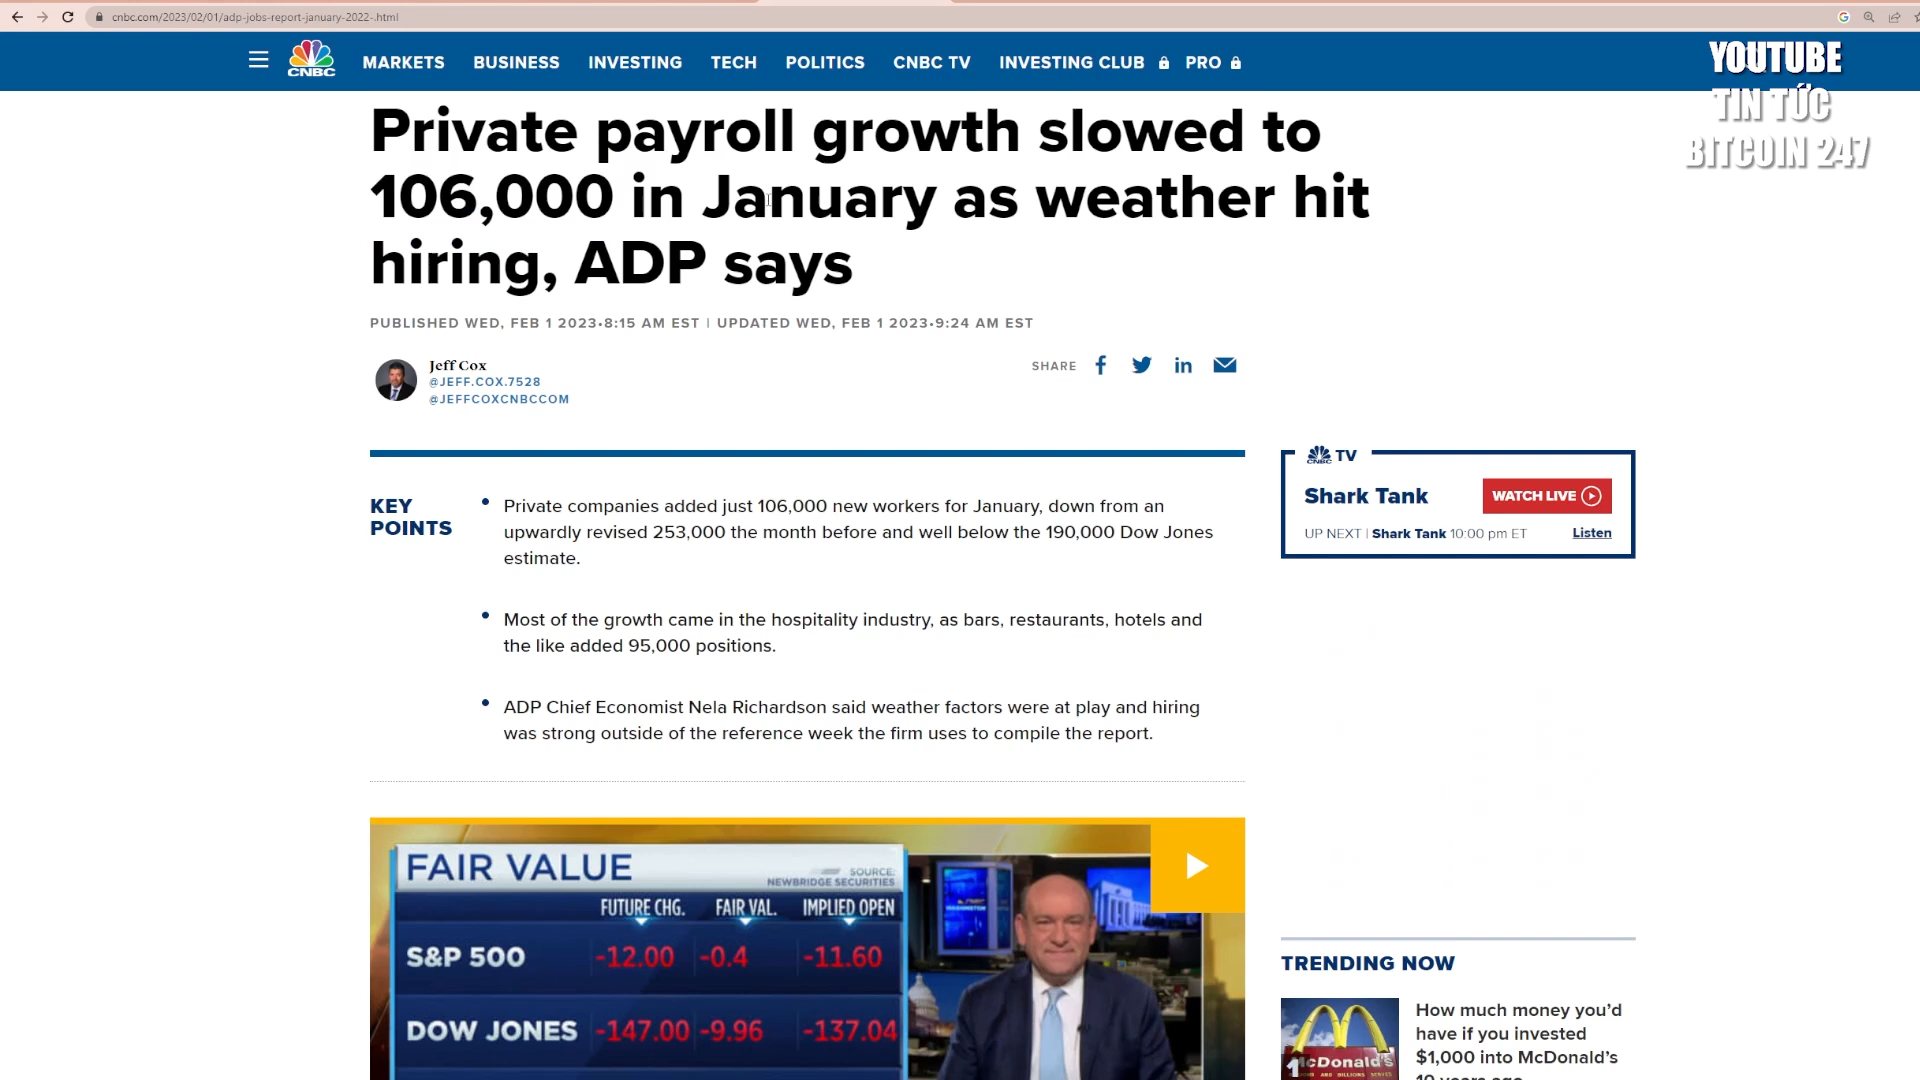 cnbc.com/2023/02/01/adp-jobs-report-january-2022-.html
CNBC
MARKETS BUSINESS INVESTING TECH POLITICS CNBC TV INVESTING CLUB PRO
YOUTUBE
TIN TỨC
BITCOIN 247
Private payroll growth slowed to
106,000 in January as weather hit
hiring, ADP says
PUBLISHED WED, FEB 1 2023•8:15 AM EST | UPDATED WED, FEB 1 2023•9:24 AM EST
Jeff Cox
@JEFF.COX.7528
@JEFFCOXCNBCCOM
SHARE
KEY
POINTS
• Private companies added just 106,000 new workers for January, down from an
upwardly revised 253,000 the month before and well below the 190,000 Dow Jones
estimate.
• Most of the growth came in the hospitality industry, as bars, restaurants, hotels and
the like added 95,000 positions.
• ADP Chief Economist Nela Richardson said weather factors were at play and hiring
was strong outside of the reference week the firm uses to compile the report.
CNBC TV
Shark Tank
WATCH LIVE
UP NEXT | Shark Tank 10:00 pm ET
Listen
FAIR VALUE
SOURCE:
NEWBRIDGE SECURITIES
FUTURE CHG. FAIR VAL. IMPLIED OPEN
S&P 500 -12.00 -0.4 -11.60
DOW JONES -147.00 -9.96 -137.04
TRENDING NOW
1
McDonald's
How much money you'd
have if you invested
$1,000 into McDonald's
10 years ago